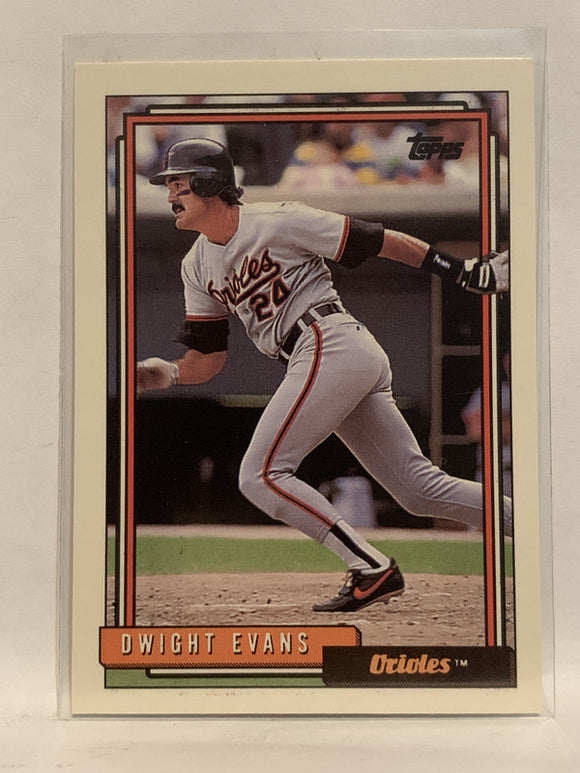 Topps
Orioles
24
DWIGHT EVANS
Orioles™